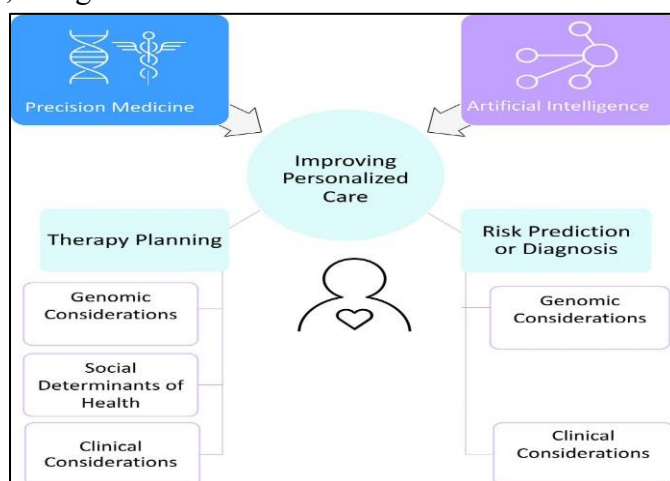 Precision Medicine
Artificial Intelligence
Improving
Personalized
Care
Therapy Planning
Genomic
Considerations
Social
Determinants of
Health
Clinical
Considerations
Risk Prediction
or Diagnosis
Genomic
Considerations
Clinical
Considerations